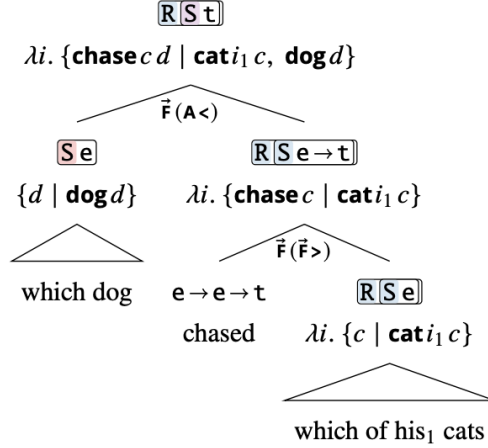 R S t
λi. {chase c d | cat i₁ c, dog d}
F⃗ (A<)
S e
R S e → t
{d | dog d}
λi. {chase c | cat i₁ c}
F⃗ (F⃗ >)
which dog
e → e → t
R S e
chased
λi. {c | cat i₁ c}
which of his₁ cats